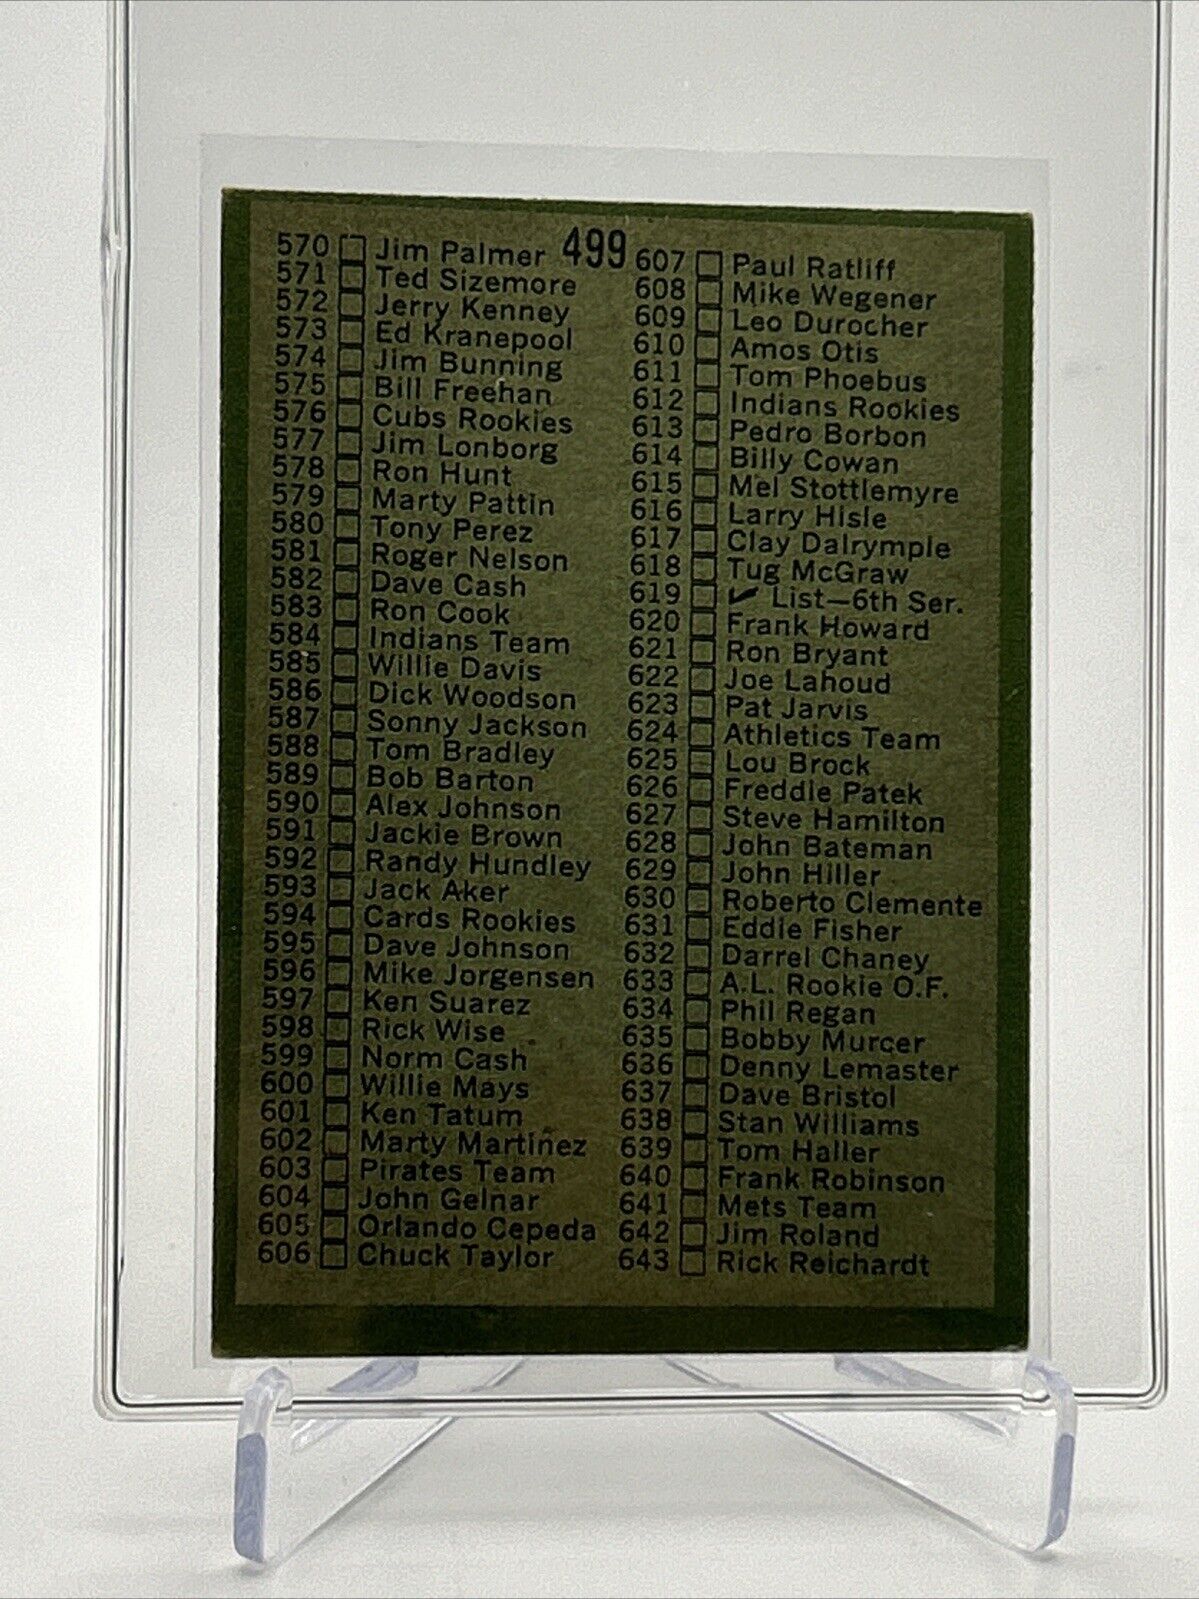 499
570 Jim Palmer
571 Ted Sizemore
572 Jerry Kenney
573 Ed Kranepool
574 Jim Bunning
575 Bill Freehan
576 Cubs Rookies
577 Jim Lonborg
578 Ron Hunt
579 Marty Pattin
580 Tony Perez
581 Roger Nelson
582 Dave Cash
583 Ron Cook
584 Indians Team
585 Willie Davis
586 Dick Woodson
587 Sonny Jackson
588 Tom Bradley
589 Bob Barton
590 Alex Johnson
591 Jackie Brown
592 Randy Hundley
593 Jack Aker
594 Cards Rookies
595 Dave Johnson
596 Mike Jorgensen
597 Ken Suarez
598 Rick Wise
599 Norm Cash
600 Willie Mays
601 Ken Tatum
602 Marty Martinez
603 Pirates Team
604 John Gelnar
605 Orlando Cepeda
606 Chuck Taylor
607 Paul Ratliff
608 Mike Wegener
609 Leo Durocher
610 Amos Otis
611 Tom Phoebus
612 Indians Rookies
613 Pedro Borbon
614 Billy Cowan
615 Mel Stottlemyre
616 Larry Hisle
617 Clay Dalrymple
618 Tug McGraw
619 ✓ List—6th Ser.
620 Frank Howard
621 Ron Bryant
622 Joe Lahoud
623 Pat Jarvis
624 Athletics Team
625 Lou Brock
626 Freddie Patek
627 Steve Hamilton
628 John Bateman
629 John Hiller
630 Roberto Clemente
631 Eddie Fisher
632 Darrel Chaney
633 A.L. Rookie O.F.
634 Phil Regan
635 Bobby Murcer
636 Denny Lemaster
637 Dave Bristol
638 Stan Williams
639 Tom Haller
640 Frank Robinson
641 Mets Team
642 Jim Roland
643 Rick Reichardt